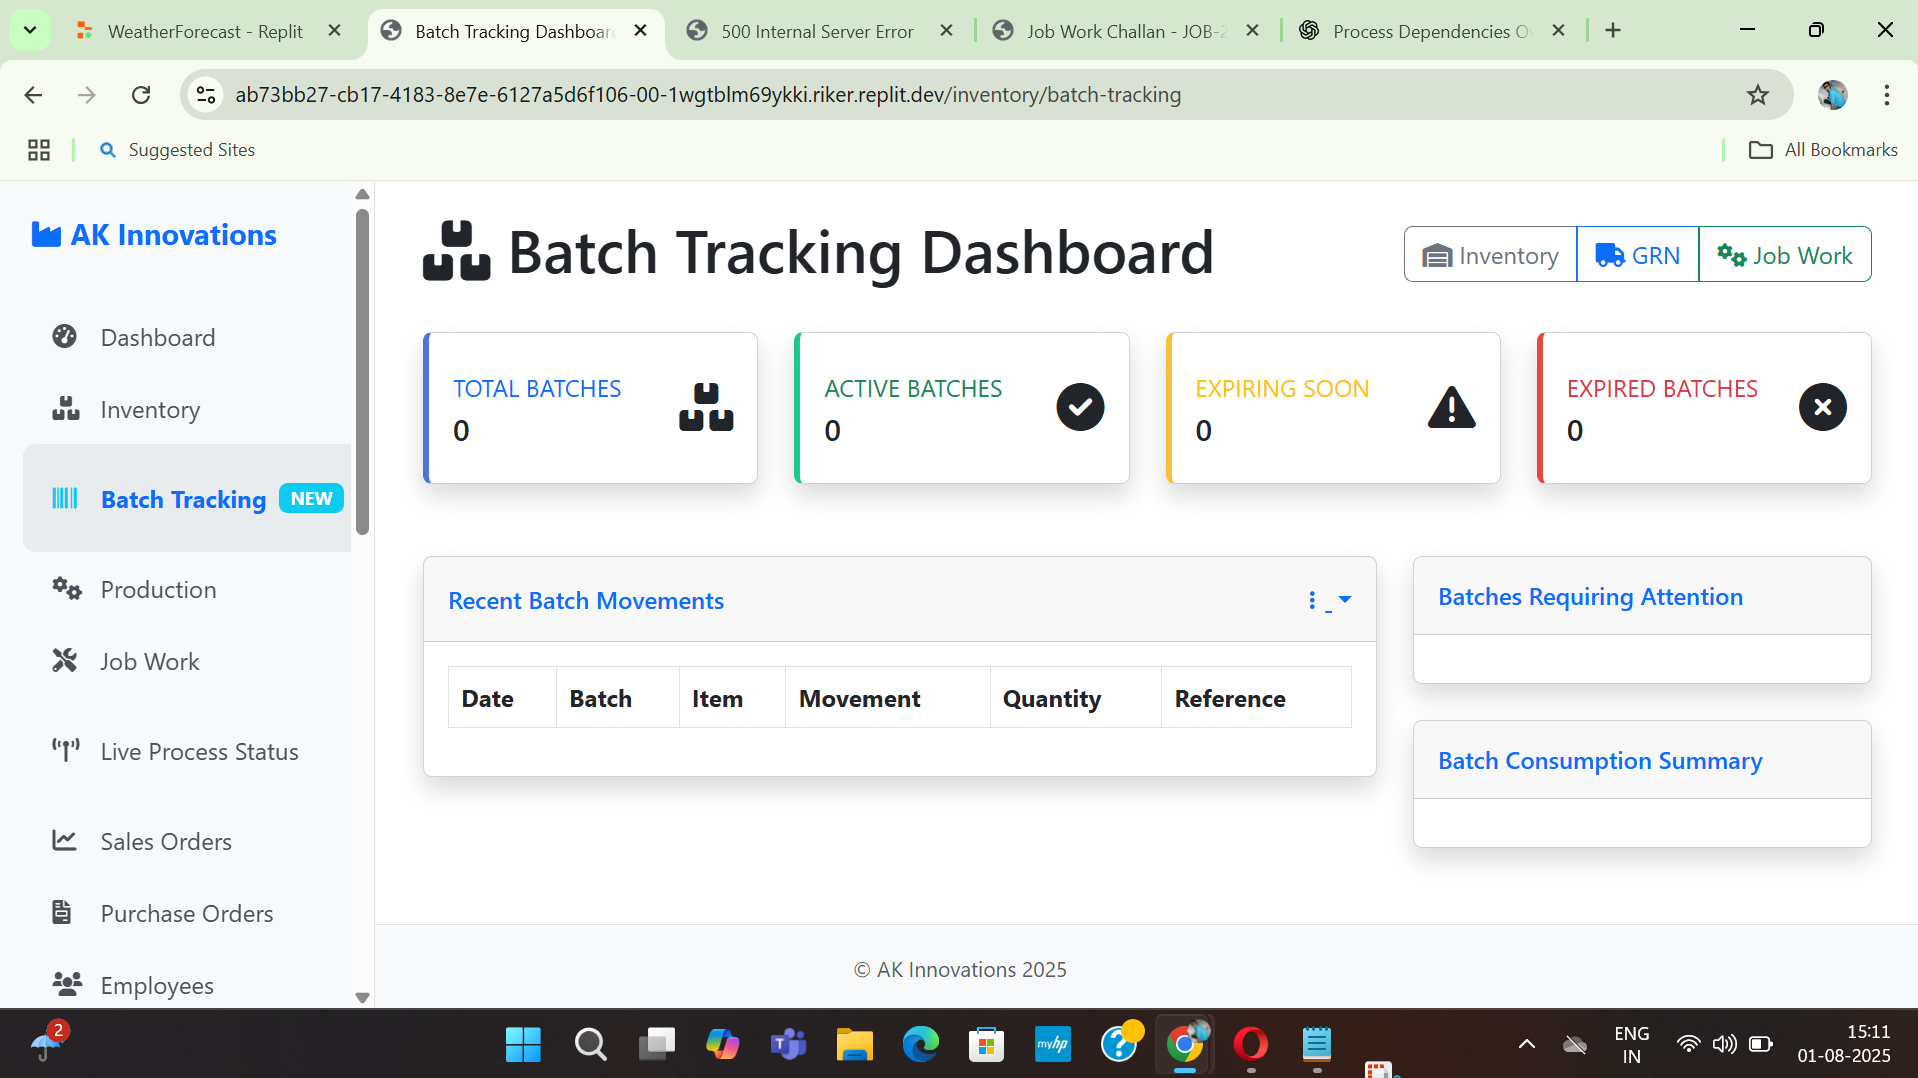 WeatherForecast - Replit
Batch Tracking Dashboar
500 Internal Server Error
Job Work Challan - JOB-2
Process Dependencies Ov
ab73bb27-cb17-4183-8e7e-6127a5d6f106-00-1wgtblm69ykki.riker.replit.dev/inventory/batch-tracking
Suggested Sites
All Bookmarks
AK Innovations
Dashboard
Inventory
Batch Tracking NEW
Production
Job Work
Live Process Status
Sales Orders
Purchase Orders
Employees
Batch Tracking Dashboard
Inventory
GRN
Job Work
TOTAL BATCHES
0
ACTIVE BATCHES
0
EXPIRING SOON
0
EXPIRED BATCHES
0
Recent Batch Movements
Date Batch Item Movement Quantity Reference
Batches Requiring Attention
Batch Consumption Summary
© AK Innovations 2025
2
myhp
ENG
IN
15:11
01-08-2025